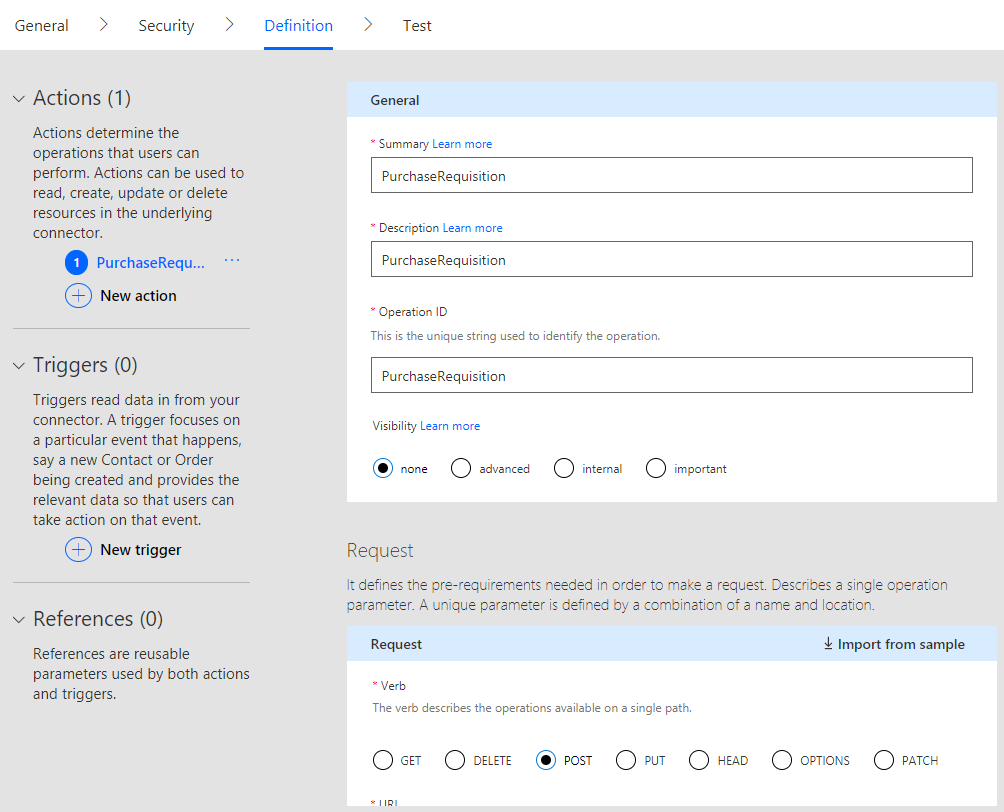 General > Security > Definition > Test
Actions (1)
Actions determine the
operations that users can
perform. Actions can be used to
read, create, update or delete
resources in the underlying
connector.
1 PurchaseRequ... ...
New action
Triggers (0)
Triggers read data in from your
connector. A trigger focuses on
a particular event that happens,
say a new Contact or Order
being created and provides the
relevant data so that users can
take action on that event.
New trigger
References (0)
References are reusable
parameters used by both actions
and triggers.
General
* Summary Learn more
PurchaseRequisition
* Description Learn more
PurchaseRequisition
* Operation ID
This is the unique string used to identify the operation.
PurchaseRequisition
Visibility Learn more
none advanced internal important
Request
It defines the pre-requirements needed in order to make a request. Describes a single operation
parameter. A unique parameter is defined by a combination of a name and location.
Request Import from sample
* Verb
The verb describes the operations available on a single path.
GET DELETE POST PUT HEAD OPTIONS PATCH
* URL